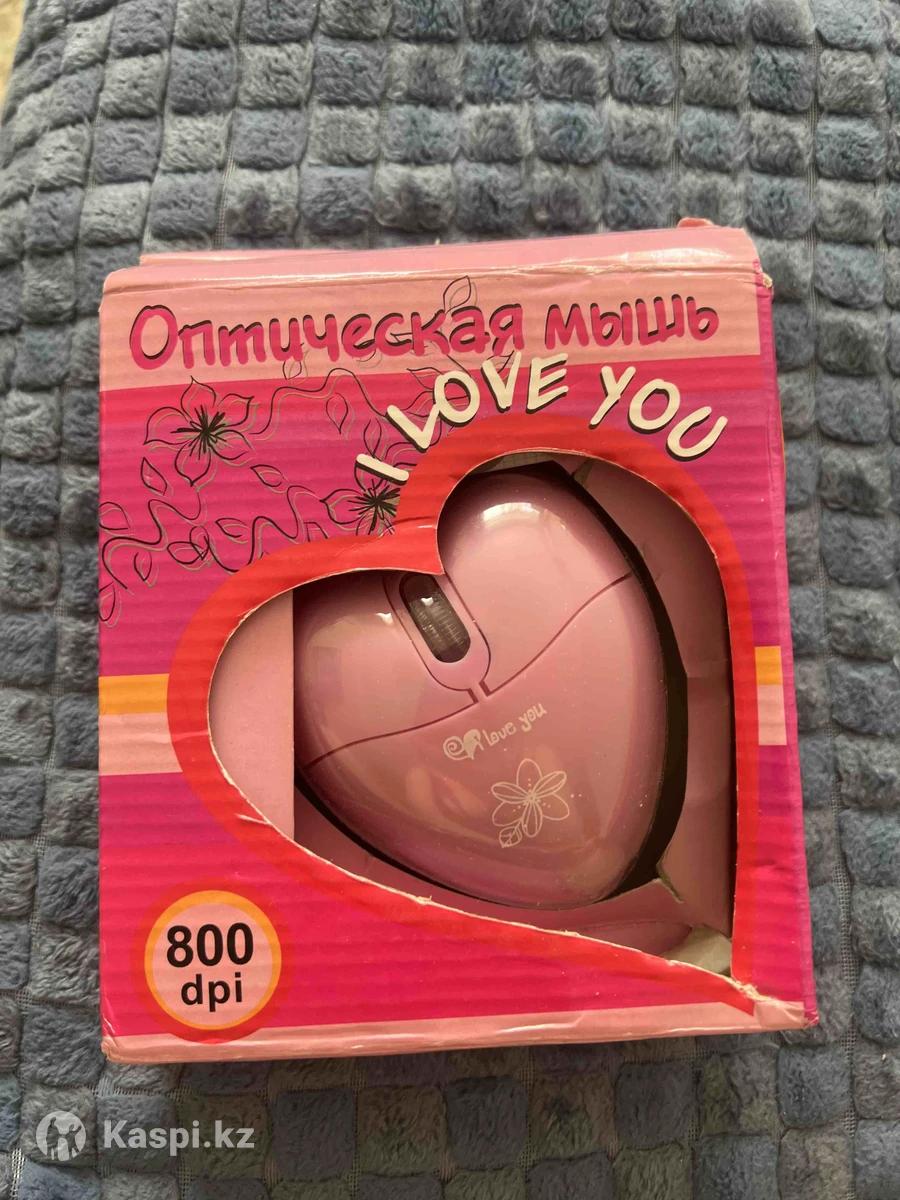 Оптическая мышь
I LOVE YOU
i love you
800
dpi
Kaspi.kz